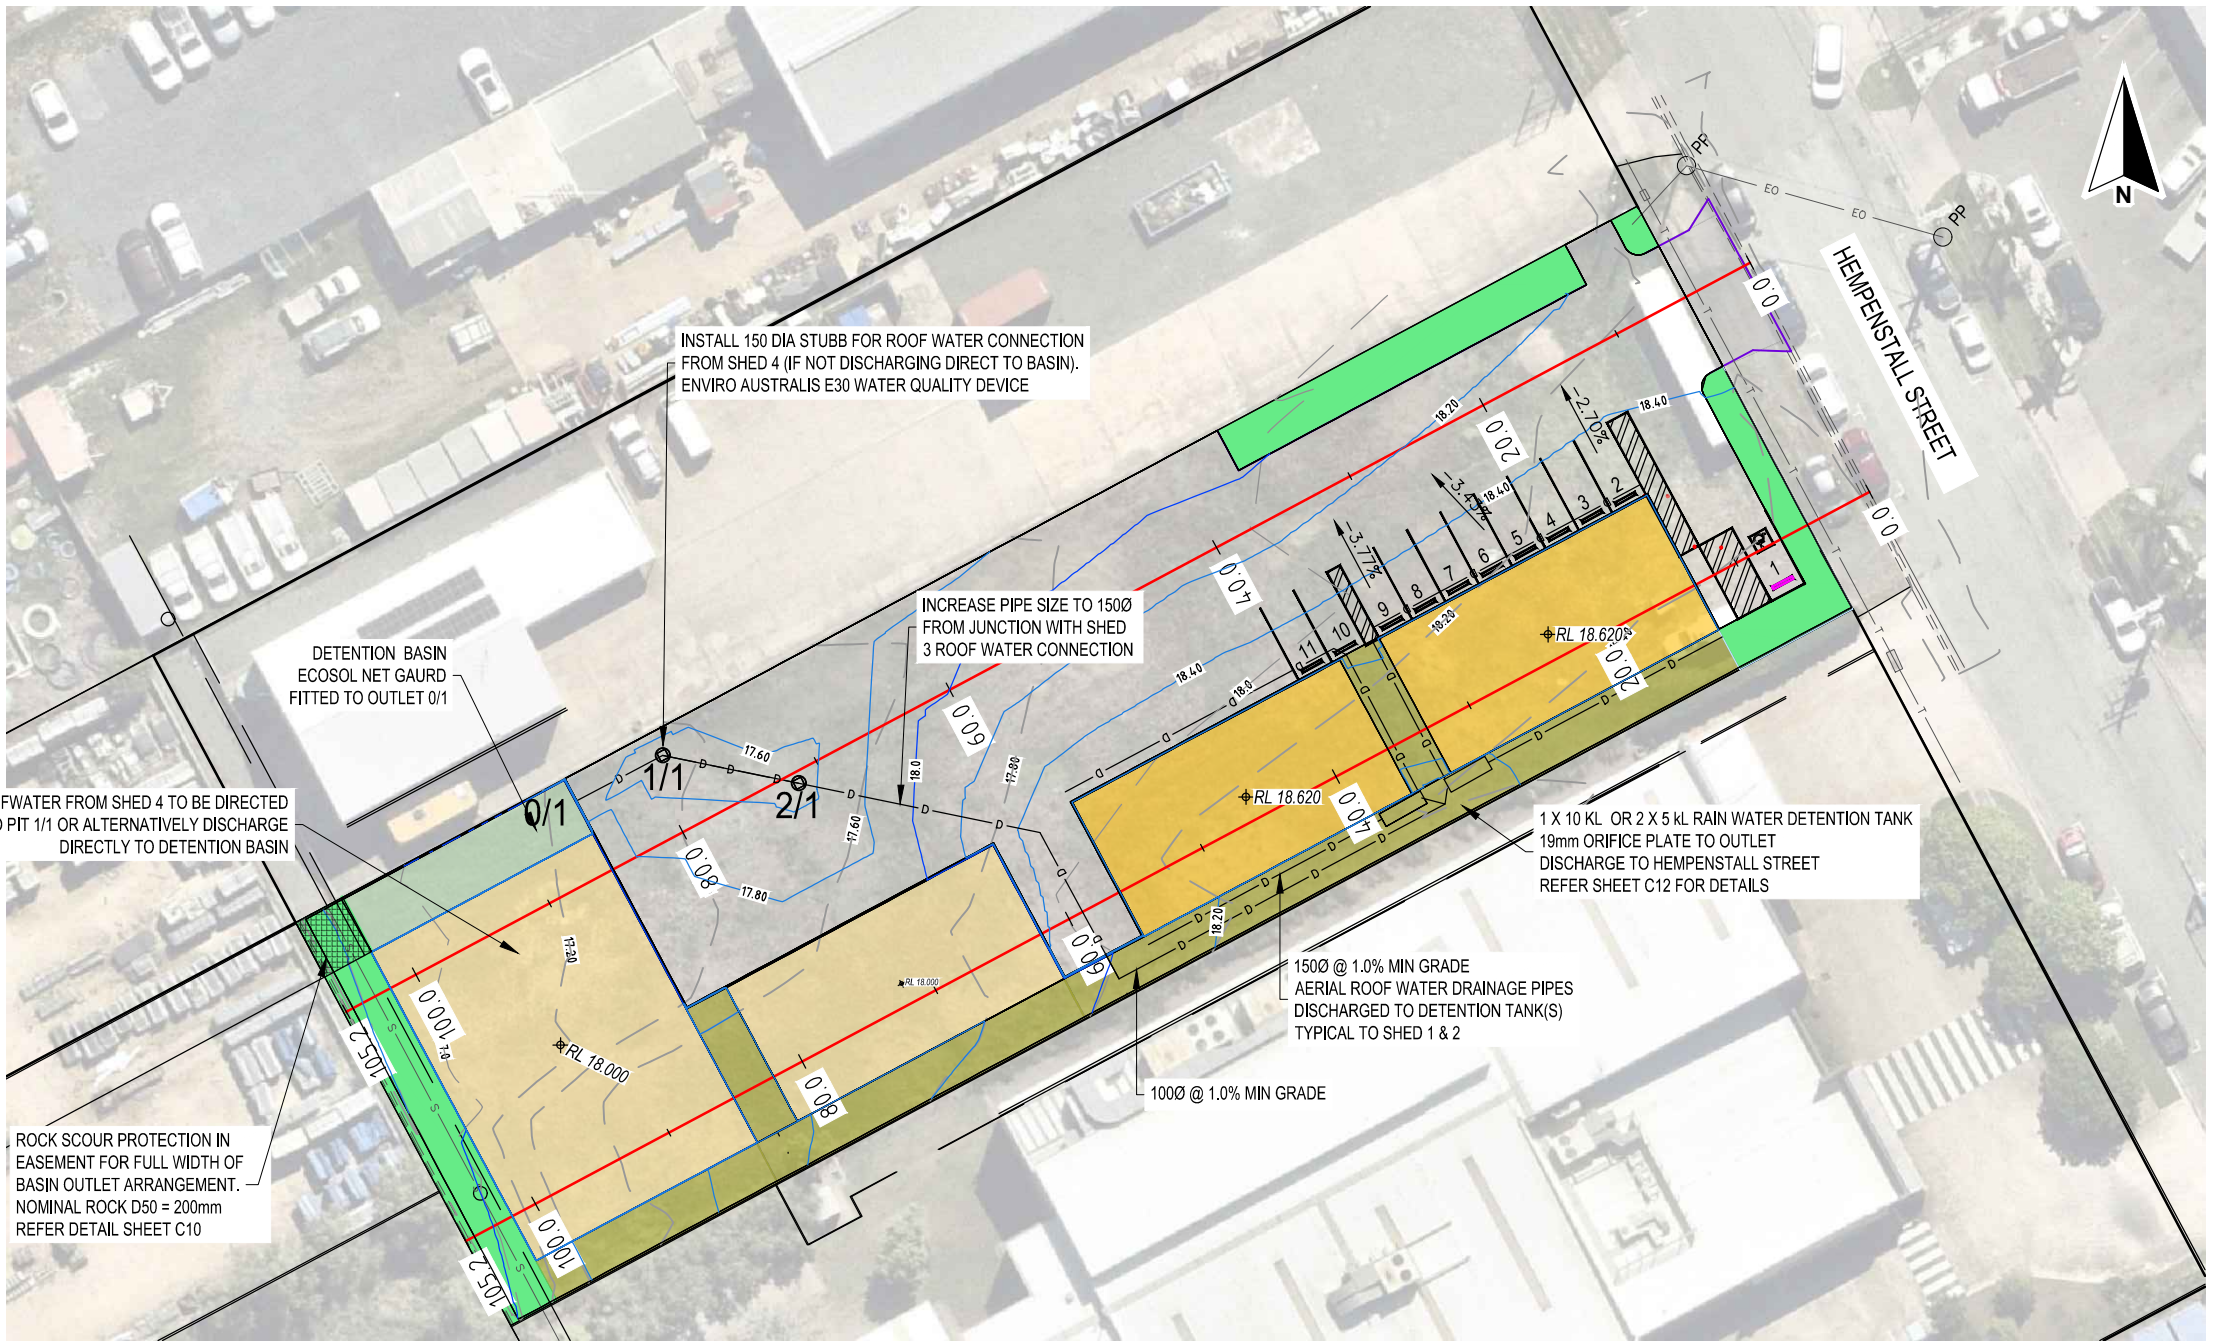 INSTALL 150 DIA STUBB FOR ROOF WATER CONNECTION
FROM SHED 4 (IF NOT DISCHARGING DIRECT TO BASIN).
ENVIRO AUSTRALIS E30 WATER QUALITY DEVICE
PP
EO
EO
PP
N
HEMPENSTALL STREET
0.0
0.0
INCREASE PIPE SIZE TO 150Ø
FROM JUNCTION WITH SHED
3 ROOF WATER CONNECTION
DETENTION BASIN
ECOSOL NET GAURD
FITTED TO OUTLET 0/1
FWATER FROM SHED 4 TO BE DIRECTED
PIT 1/1 OR ALTERNATIVELY DISCHARGE
DIRECTLY TO DETENTION BASIN
0/1
1/1
2/1
17.60
17.60
17.80
17.80
18.0
18.0
18.20
18.40
18.40
18.40
18.20
18.20
17.20
-2.70%
-3.43%
-3.77%
1
2
3
4
5
6
7
8
9
10
11
20.0
40.0
60.0
80.0
100.0
105.2
20.0
40.0
60.0
80.0
100.0
105.2
RL 18.620
RL 18.620
RL 18.000
RL 18.000
1 X 10 KL OR 2 X 5 kL RAIN WATER DETENTION TANK
19mm ORIFICE PLATE TO OUTLET
DISCHARGE TO HEMPENSTALL STREET
REFER SHEET C12 FOR DETAILS
150Ø @ 1.0% MIN GRADE
AERIAL ROOF WATER DRAINAGE PIPES
DISCHARGED TO DETENTION TANK(S)
TYPICAL TO SHED 1 & 2
100Ø @ 1.0% MIN GRADE
ROCK SCOUR PROTECTION IN
EASEMENT FOR FULL WIDTH OF
BASIN OUTLET ARRANGEMENT.
NOMINAL ROCK D50 = 200mm
REFER DETAIL SHEET C10